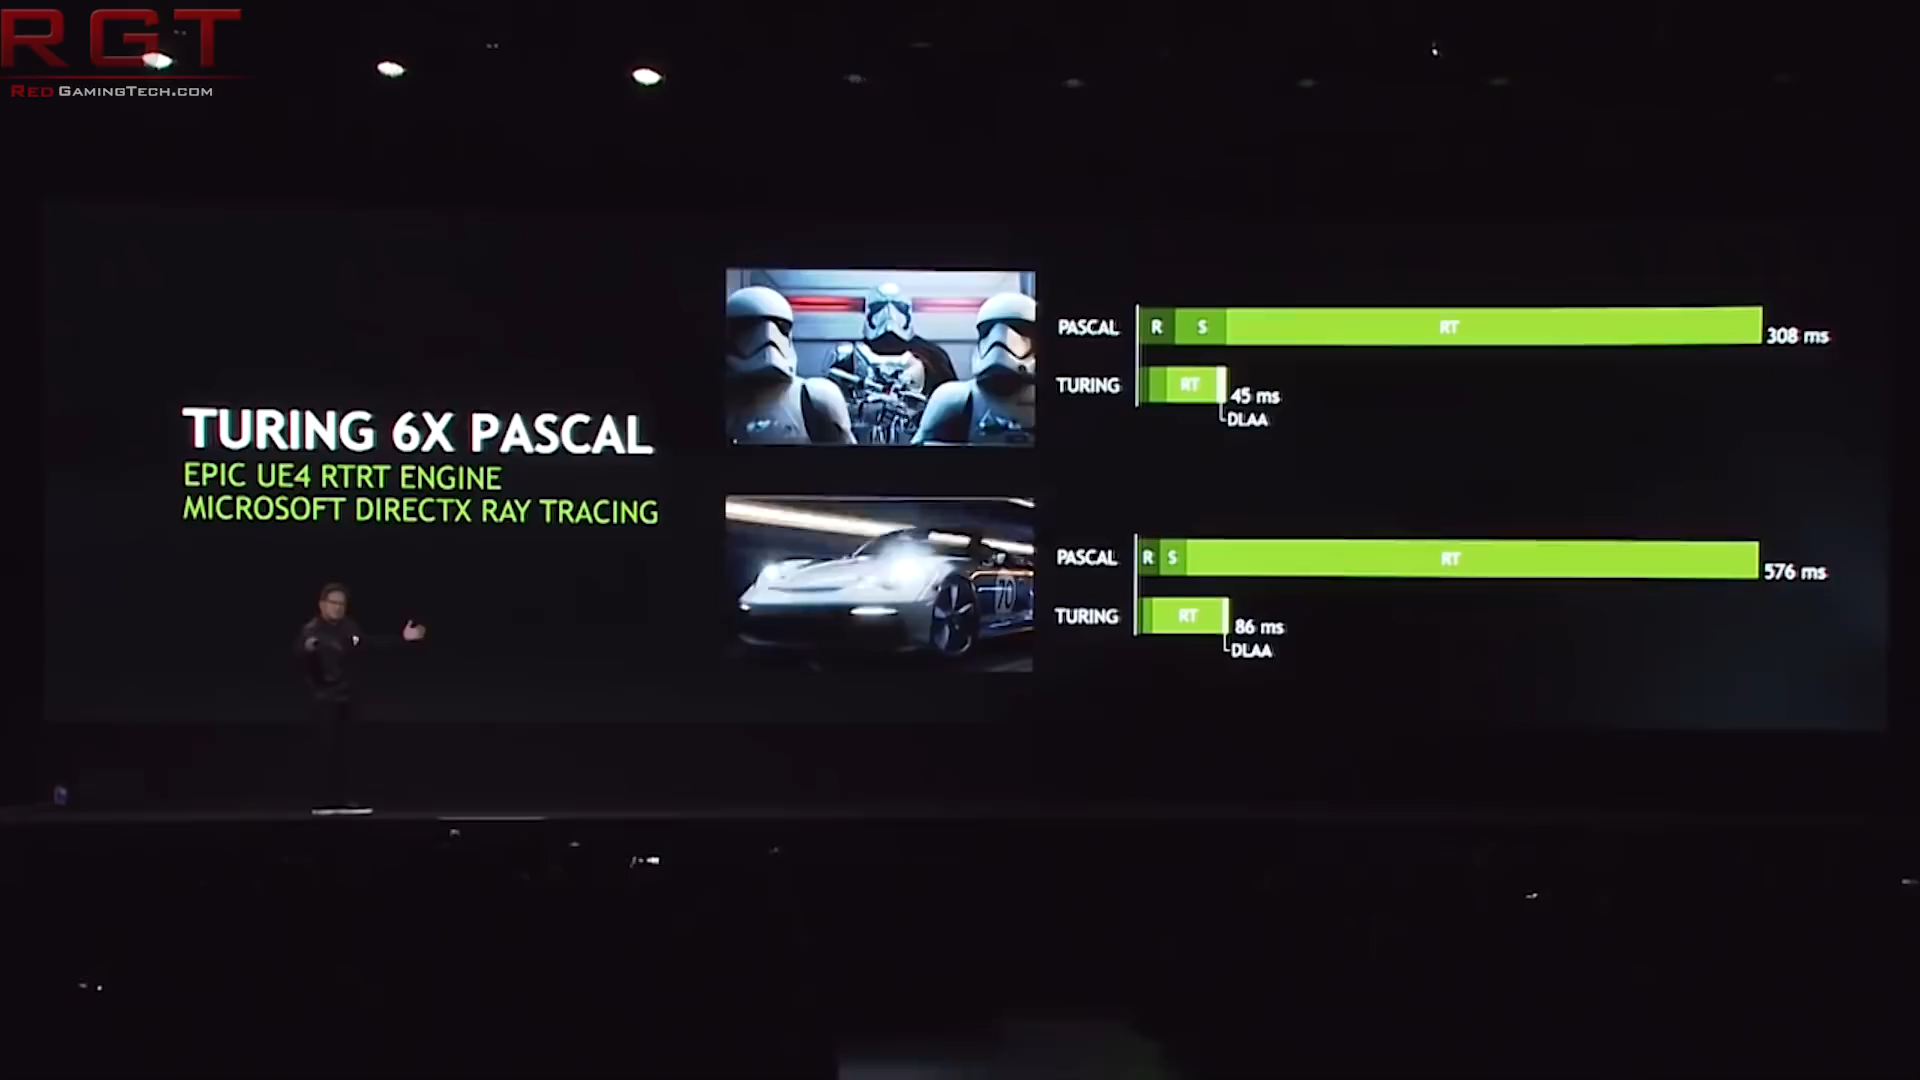 RGT
RED GAMINGTECH.COM
TURING 6X PASCAL
EPIC UE4 RTRT ENGINE
MICROSOFT DIRECTX RAY TRACING
PASCAL R S RT 308 ms
TURING RT 45 ms
DLAA
70
PASCAL R S RT 576 ms
TURING RT 86 ms
DLAA